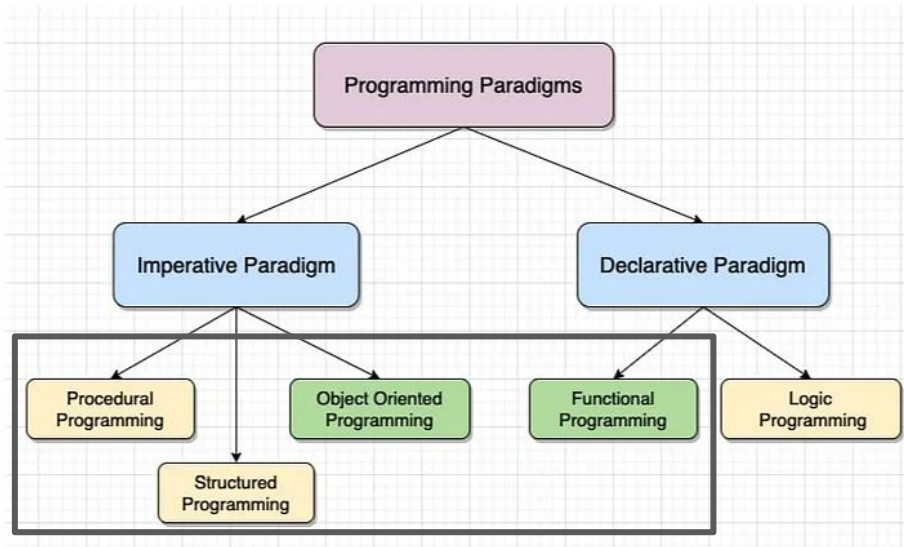 Programming Paradigms
Imperative Paradigm
Declarative Paradigm
Procedural
Programming
Object Oriented
Programming
Functional
Programming
Logic
Programming
Structured
Programming